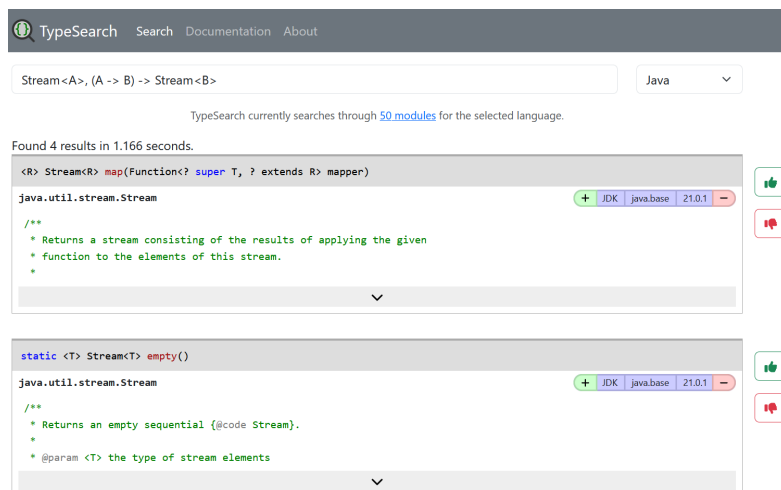 TypeSearch Search Documentation About
Stream<A>, (A -> B) -> Stream<B> Java
TypeSearch currently searches through 50 modules for the selected language.
Found 4 results in 1.166 seconds.
<R> Stream<R> map(Function<? super T, ? extends R> mapper)
java.util.stream.Stream + JDK java.base 21.0.1 −
/**
* Returns a stream consisting of the results of applying the given
* function to the elements of this stream.
*
static <T> Stream<T> empty()
java.util.stream.Stream + JDK java.base 21.0.1 −
/**
* Returns an empty sequential {@code Stream}.
*
* @param <T> the type of stream elements